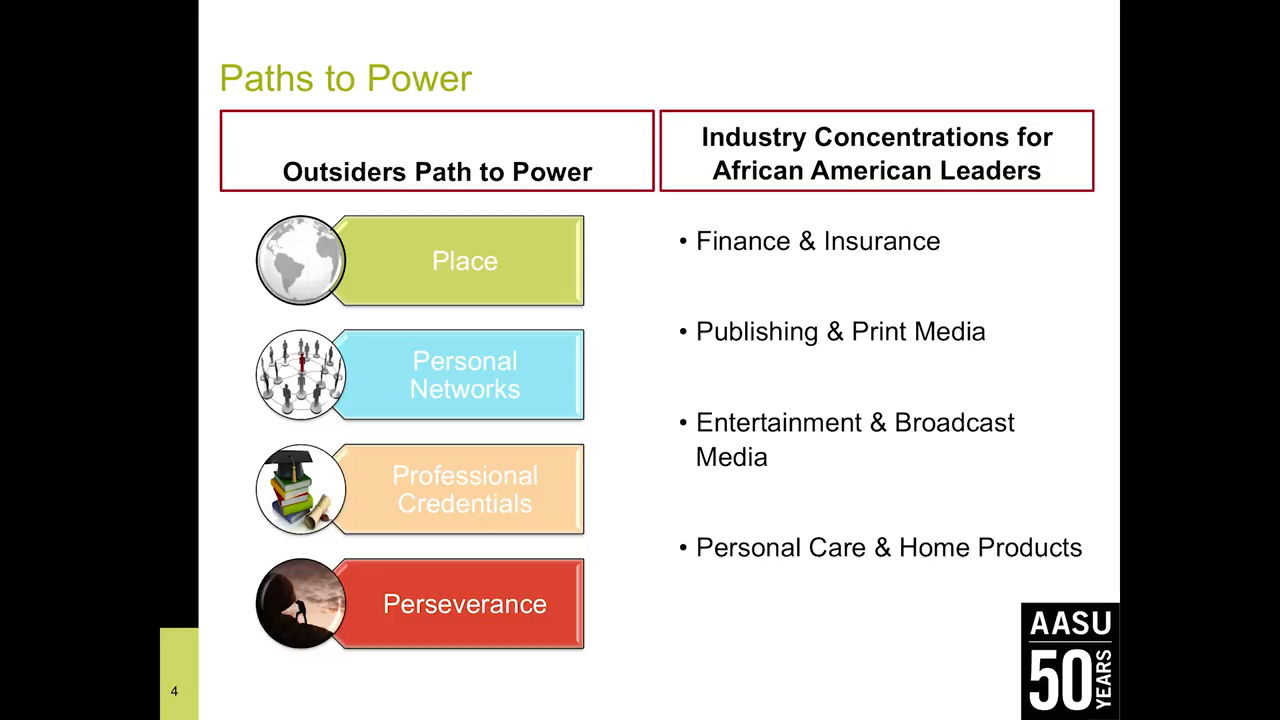 Paths to Power
Outsiders Path to Power
Place
Personal
Networks
Professional
Credentials
Perseverance
Industry Concentrations for
African American Leaders
• Finance & Insurance
• Publishing & Print Media
• Entertainment & Broadcast
Media
• Personal Care & Home Products
4
AASU
50 YEARS